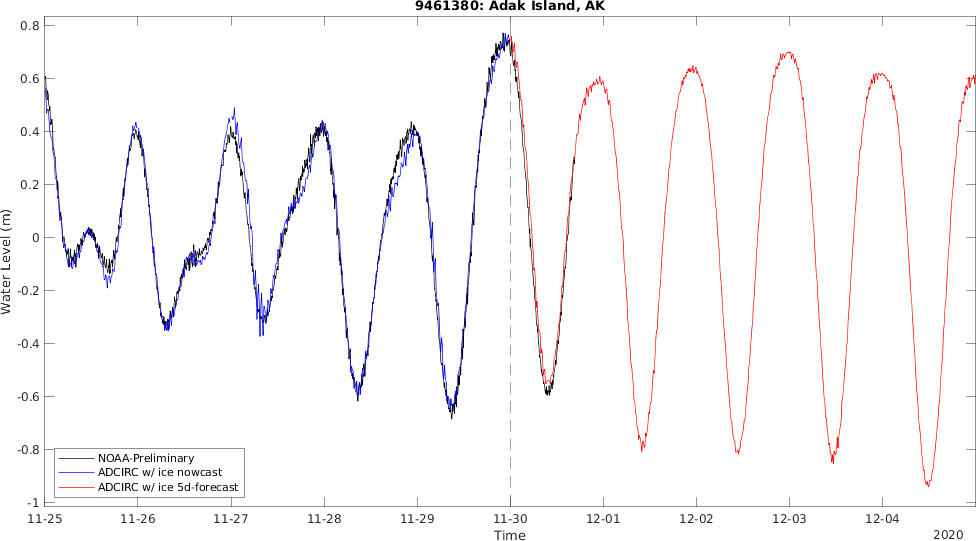 9461380: Adak Island, AK
Water Level (m)
0.8
0.6
0.4
0.2
0
-0.2
-0.4
-0.6
-0.8
-1
NOAA-Preliminary
ADCIRC w/ ice nowcast
ADCIRC w/ ice 5d-forecast
11-25 11-26 11-27 11-28 11-29 11-30 12-01 12-02 12-03 12-04
Time
2020